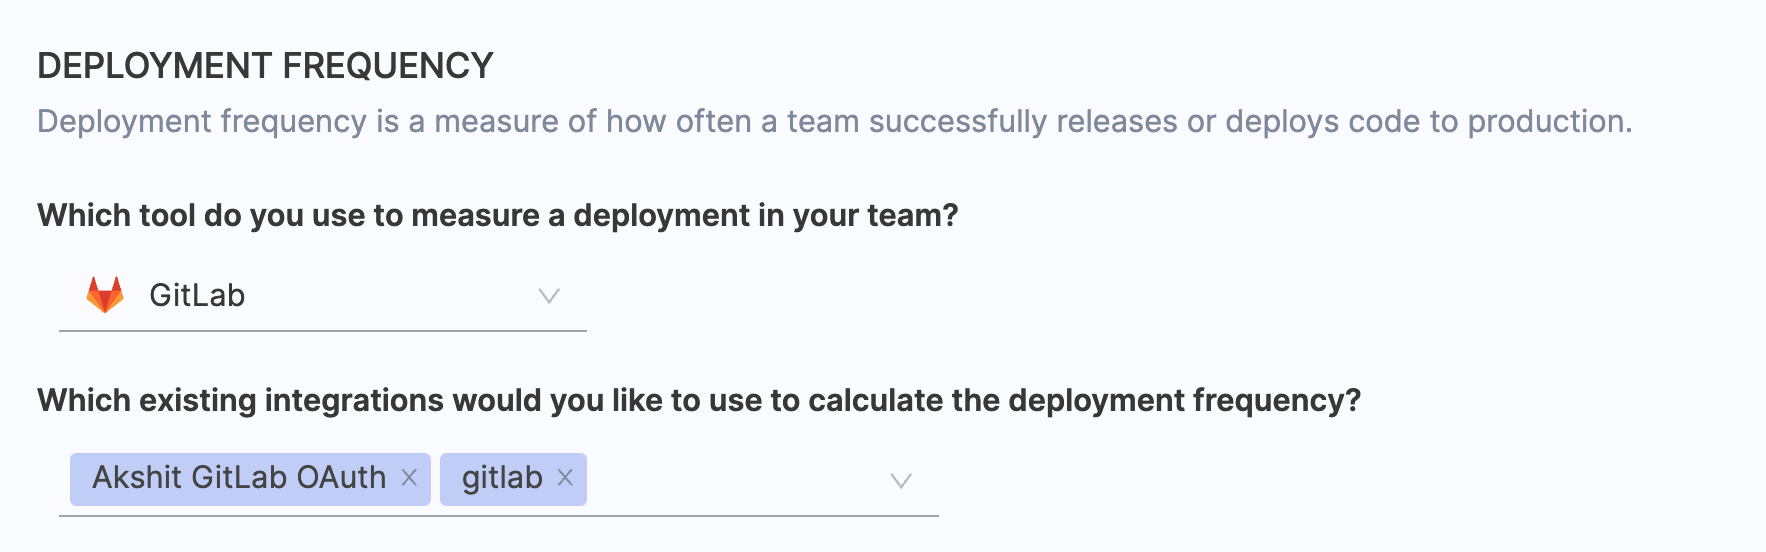 DEPLOYMENT FREQUENCY
Deployment frequency is a measure of how often a team successfully releases or deploys code to production.
Which tool do you use to measure a deployment in your team?
GitLab
Which existing integrations would you like to use to calculate the deployment frequency?
Akshit GitLab OAuth gitlab